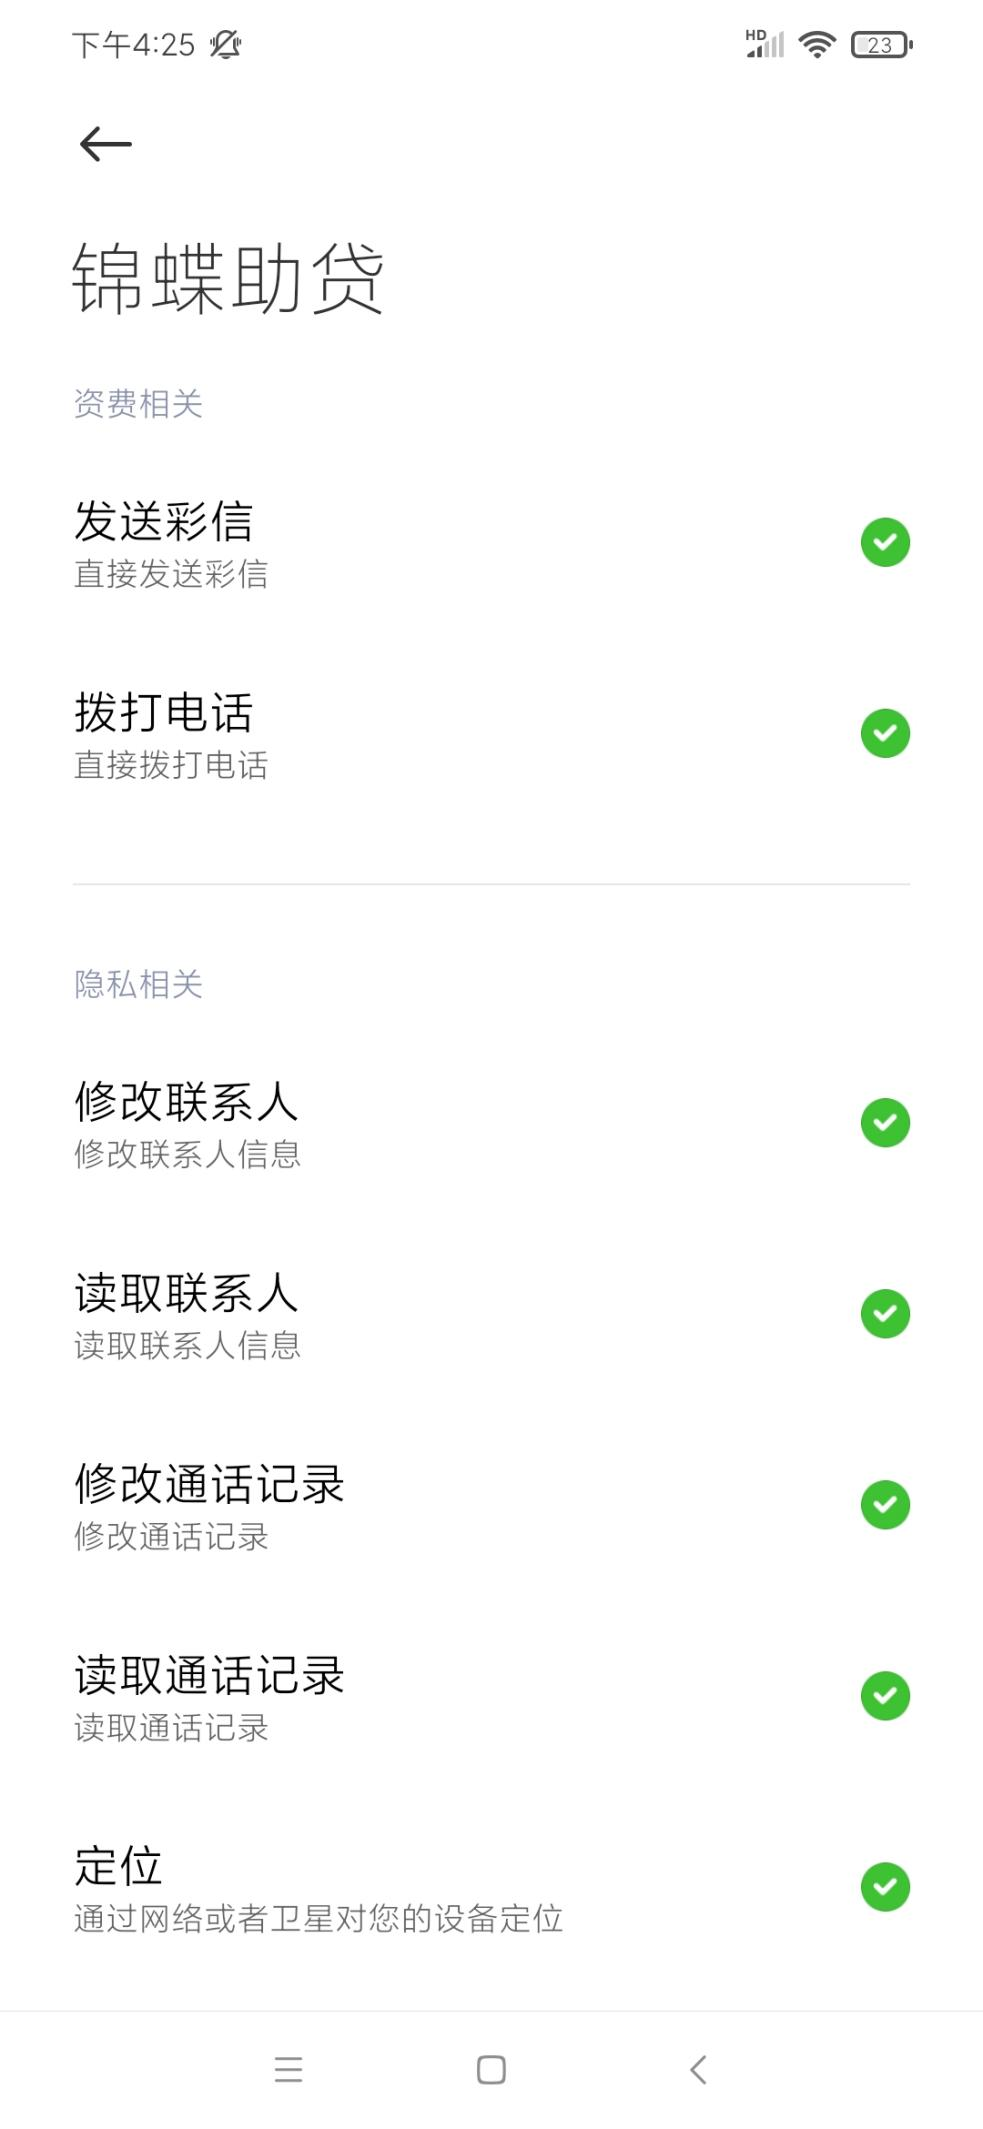 下午4:25
HD
23
锦蝶助贷
资费相关
发送彩信
直接发送彩信
拨打电话
直接拨打电话
隐私相关
修改联系人
修改联系人信息
读取联系人
读取联系人信息
修改通话记录
修改通话记录
读取通话记录
读取通话记录
定位
通过网络或者卫星对您的设备定位